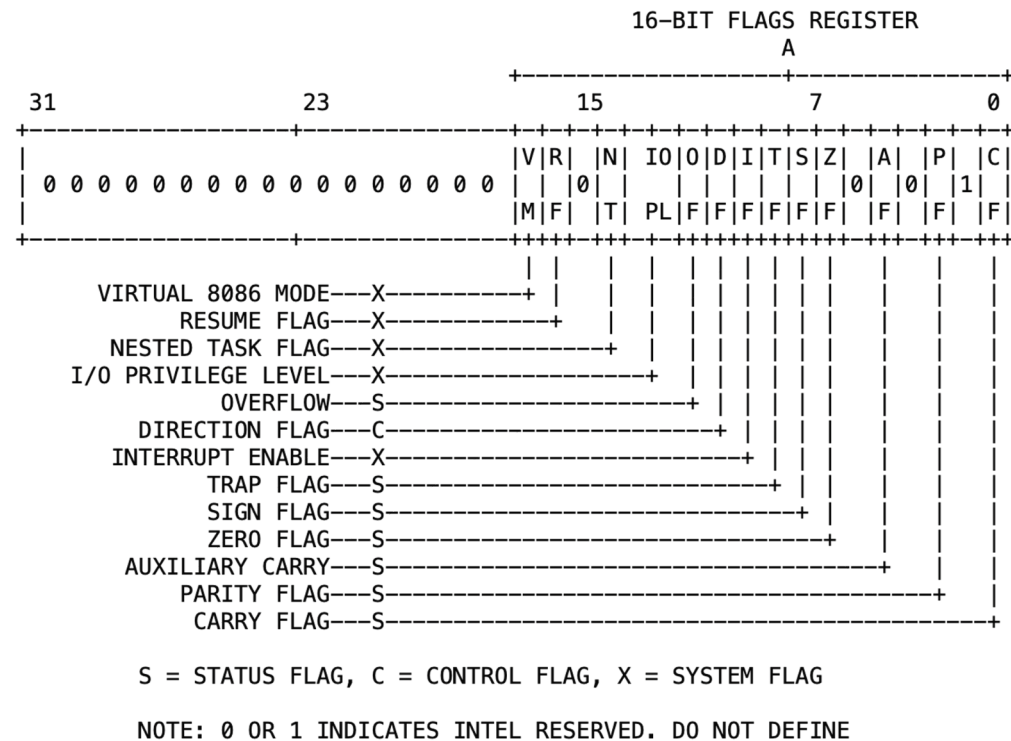 16-BIT FLAGS REGISTER
A
31 23 15 7 0
V R N IO O D I T S Z A P C
0 0 0 0 0 0 0 0 0 0 0 0 0 0 0 0 0 0 0 0 1
M F T PL F F F F F F F F F
VIRTUAL 8086 MODE---X
RESUME FLAG---X
NESTED TASK FLAG---X
I/O PRIVILEGE LEVEL---X
OVERFLOW---S
DIRECTION FLAG---C
INTERRUPT ENABLE---X
TRAP FLAG---S
SIGN FLAG---S
ZERO FLAG---S
AUXILIARY CARRY---S
PARITY FLAG---S
CARRY FLAG---S
S = STATUS FLAG, C = CONTROL FLAG, X = SYSTEM FLAG
NOTE: 0 OR 1 INDICATES INTEL RESERVED. DO NOT DEFINE